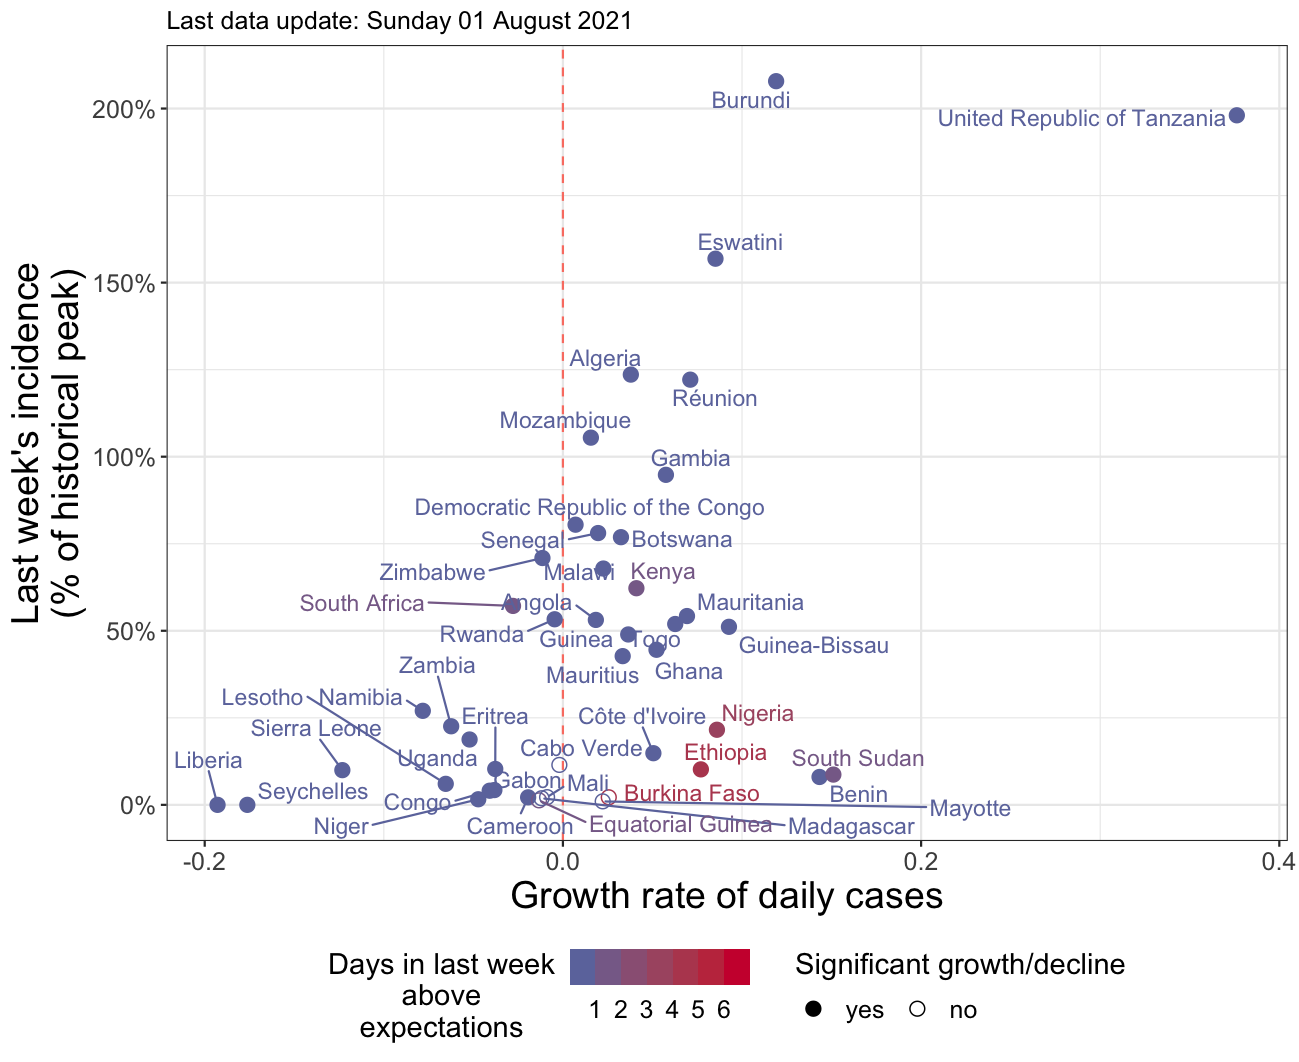 Last data update: Sunday 01 August 2021
Last week's incidence
(% of historical peak)
200%
150%
100%
50%
0%
Burundi
United Republic of Tanzania
Eswatini
Algeria
Réunion
Mozambique
Gambia
Democratic Republic of the Congo
Senegal
Botswana
Zimbabwe
Malawi
Kenya
South Africa
Angola
Mauritania
Rwanda
Guinea
Togo
Guinea-Bissau
Zambia
Mauritius
Ghana
Lesotho
Namibia
Eritrea
Côte d'Ivoire
Nigeria
Sierra Leone
Cabo Verde
Ethiopia
Liberia
Uganda
South Sudan
Seychelles
Gabon
Mali
Burkina Faso
Benin
Congo
Mayotte
Niger
Cameroon
Equatorial Guinea
Madagascar
-0.2
0.0
0.2
0.4
Growth rate of daily cases
Days in last week
above
expectations
1 2 3 4 5 6
Significant growth/decline
yes
no